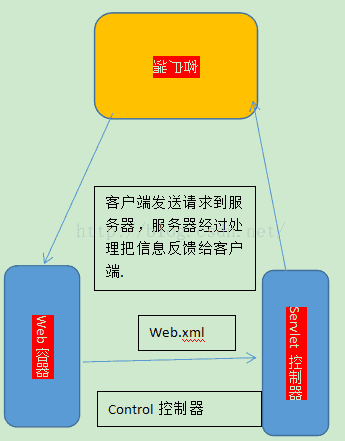 客户端
客户端发送请求到服
务器，服务器经过处
理把信息反馈给客户
端.
Web.xml
Web 容器
Servlet 控制器
Control 控制器